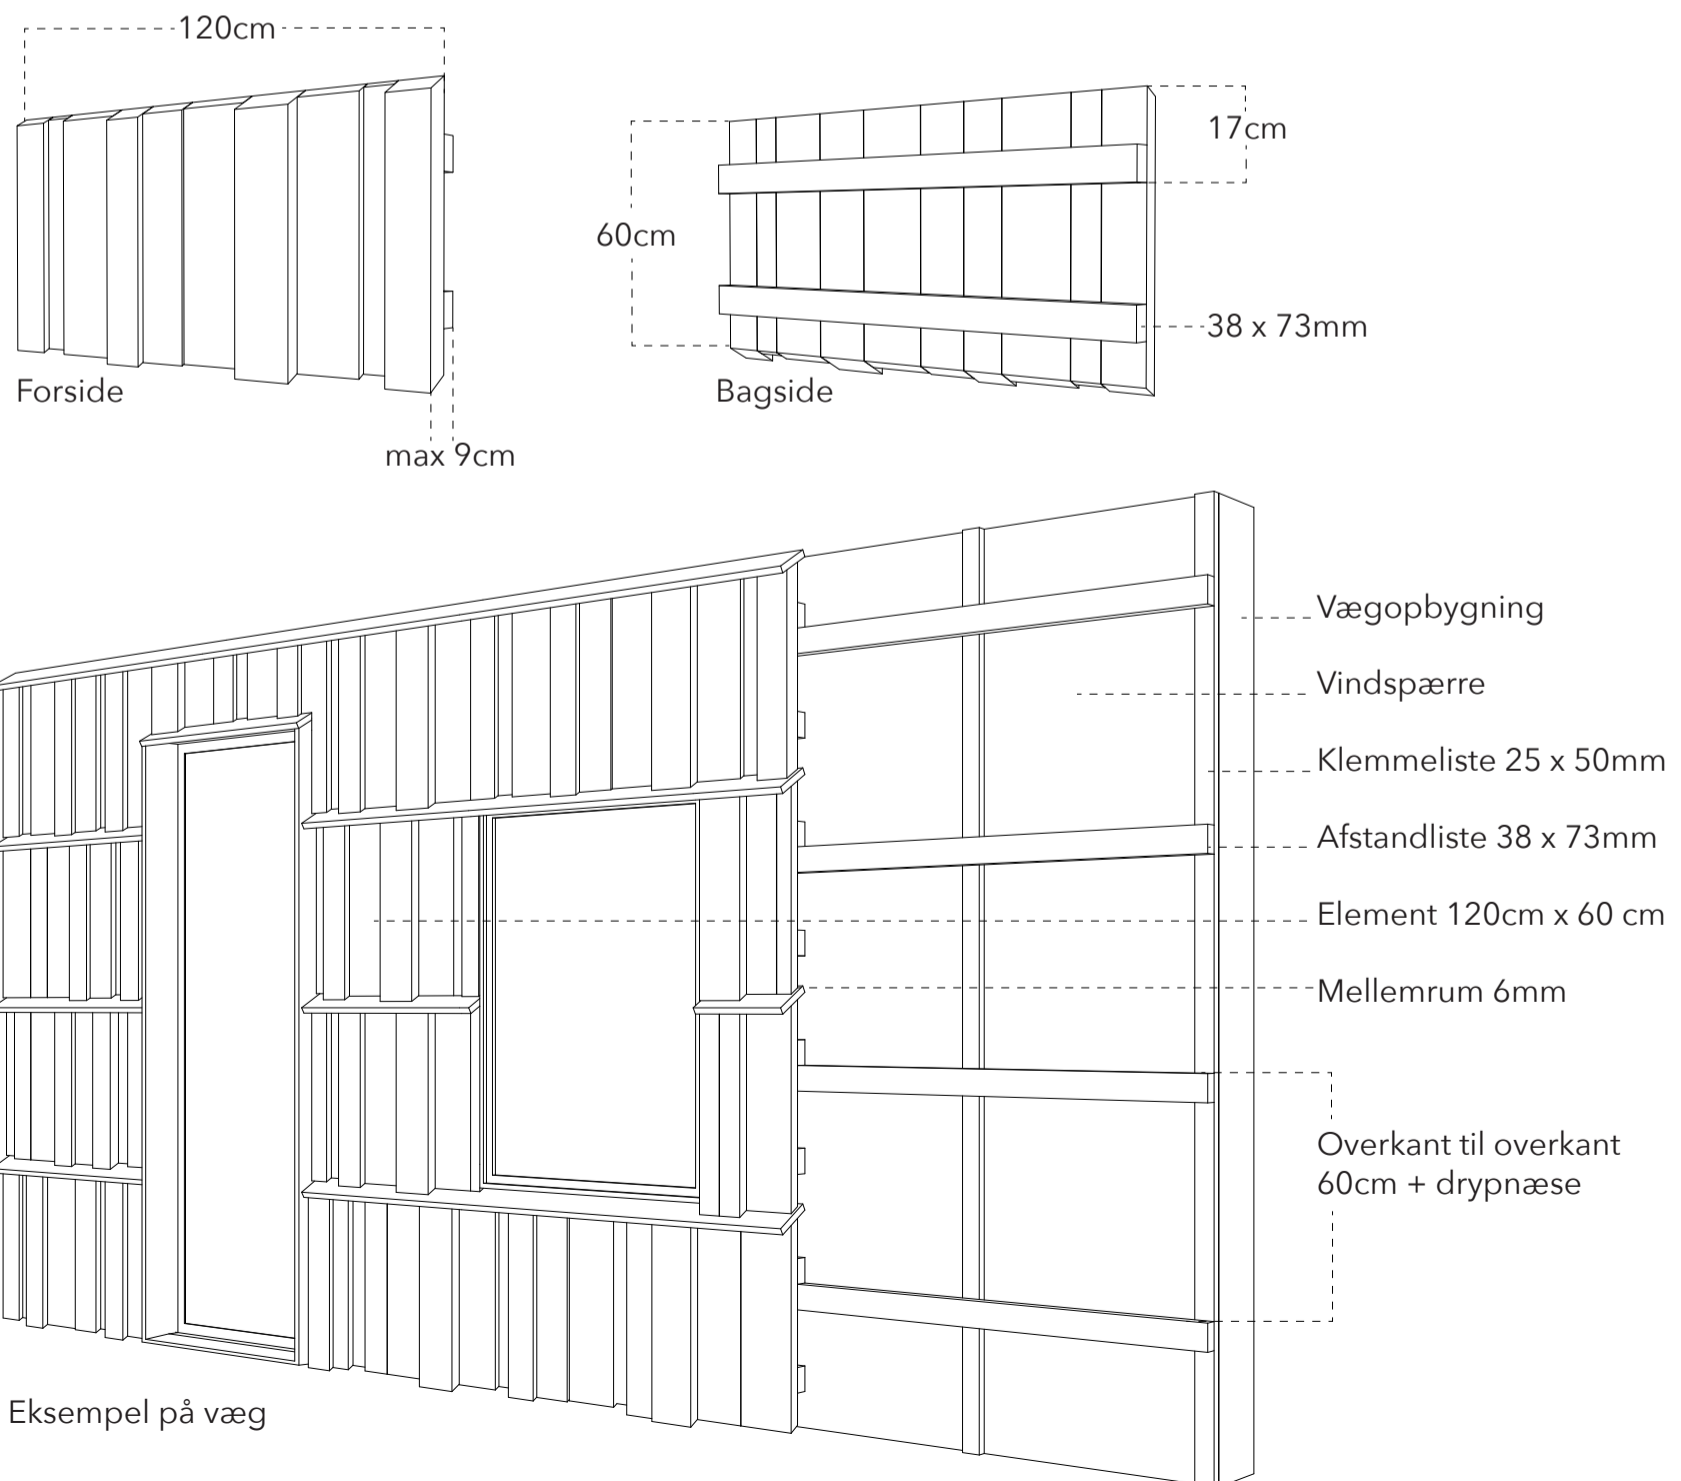 120cm
17cm
60cm
38 x 73mm
Forside
Bagside
max 9cm
Vægopbygning
Vindspærre
Klemmeliste 25 x 50mm
Afstandliste 38 x 73mm
Element 120cm x 60 cm
Mellemrum 6mm
Overkant til overkant
60cm + drypnæse
Eksempel på væg